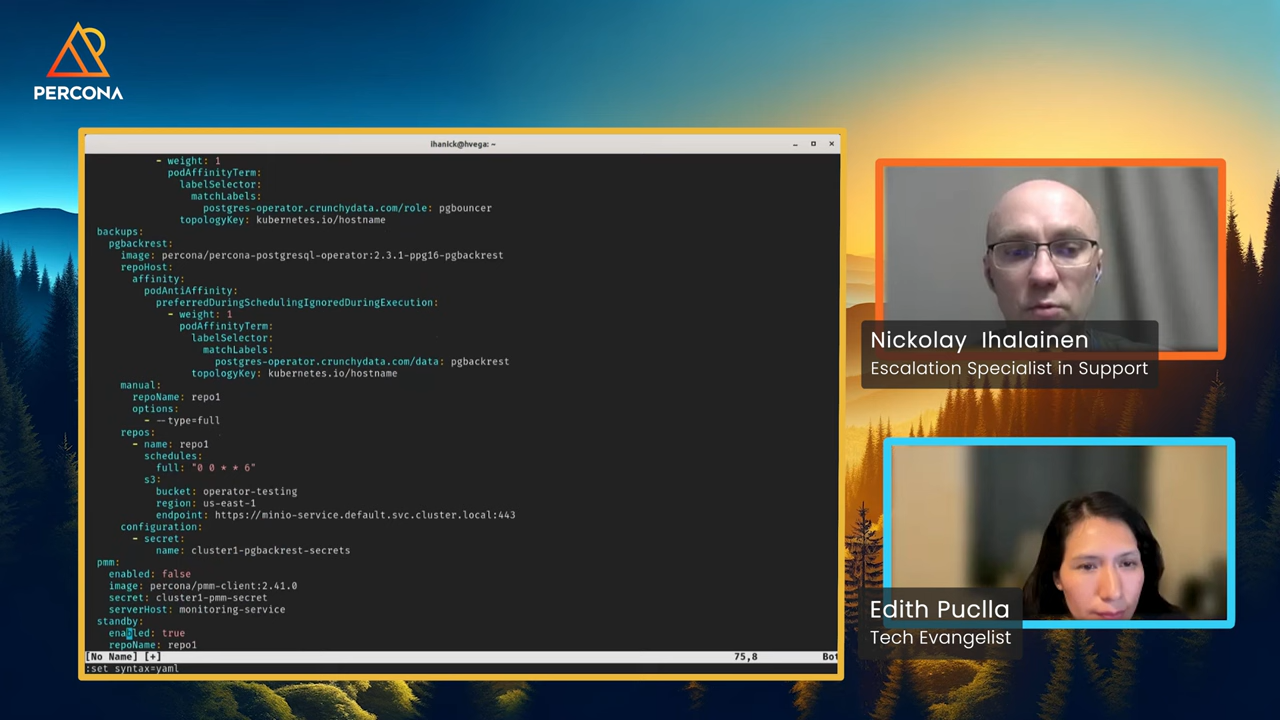 PERCONA
ihanick@hvega: ~
- weight: 1
podAffinityTerm:
labelSelector:
matchLabels:
postgres-operator.crunchydata.com/role: pgbouncer
topologyKey: kubernetes.io/hostname
backups:
pgbackrest:
image: percona/percona-postgresql-operator:2.3.1-ppg16-pgbackrest
repoHost:
affinity:
podAntiAffinity:
preferredDuringSchedulingIgnoredDuringExecution:
- weight: 1
podAffinityTerm:
labelSelector:
matchLabels:
postgres-operator.crunchydata.com/data: pgbackrest
topologyKey: kubernetes.io/hostname
manual:
repoName: repo1
options:
- --type=full
repos:
- name: repo1
schedules:
full: "0 0 * * 6"
s3:
bucket: operator-testing
region: us-east-1
endpoint: https://minio-service.default.svc.cluster.local:443
configuration:
- secret:
name: cluster1-pgbackrest-secrets
pmm:
enabled: false
image: percona/pmm-client:2.41.0
secret: cluster1-pmm-secret
serverHost: monitoring-service
standby:
enabled: true
repoName: repo1
[No Name] [+] 75,8 Bot
:set syntax=yaml
Nickolay Ihalainen
Escalation Specialist in Support
Edith Puclla
Tech Evangelist